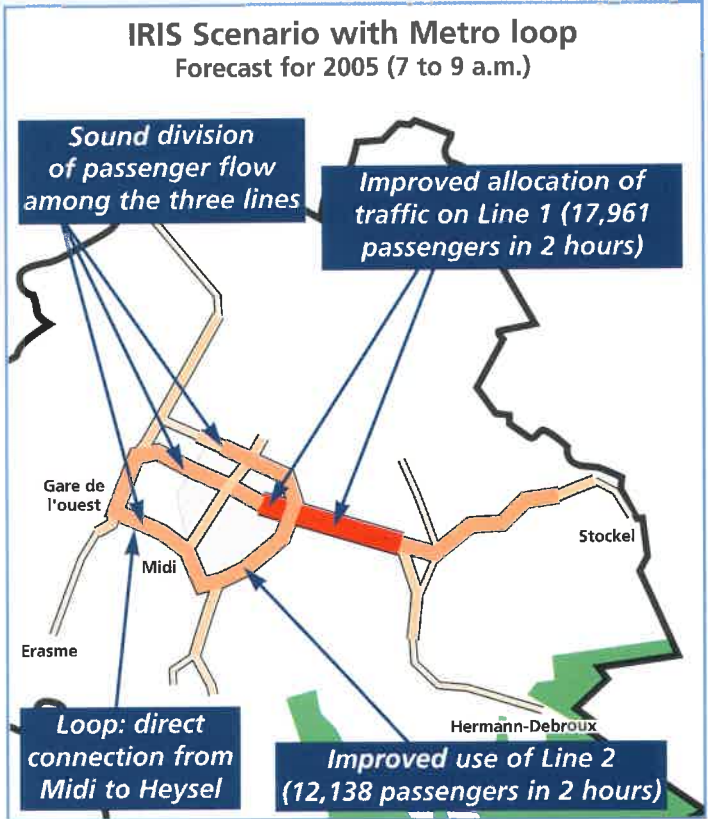 IRIS Scenario with Metro loop
Forecast for 2005 (7 to 9 a.m.)
Sound division
of passenger flow
among the three lines
Improved allocation of
traffic on Line 1 (17,961
passengers in 2 hours)
Gare de
l'ouest
Midi
Stockel
Erasme
Hermann-Debroux
Loop: direct
connection from
Midi to Heysel
Improved use of Line 2
(12,138 passengers in 2 hours)